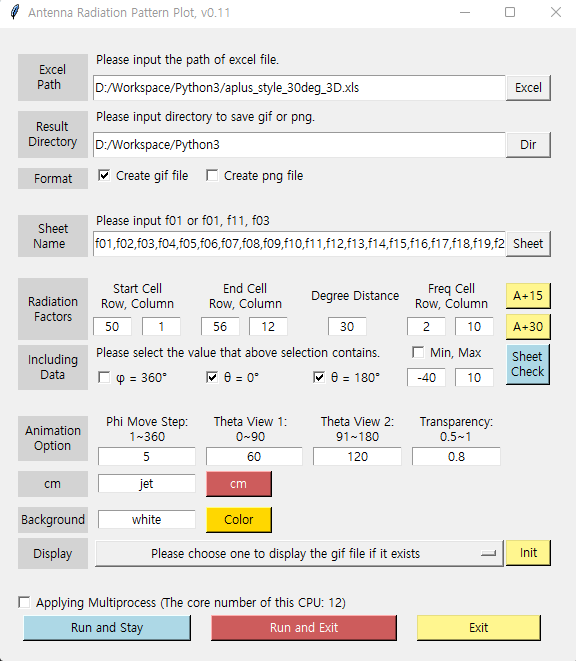 Antenna Radiation Pattern Plot, v0.11
Excel
Path
Please input the path of excel file.
D:/Workspace/Python3/aplus_style_30deg_3D.xls
Excel
Result
Directory
Please input directory to save gif or png.
D:/Workspace/Python3
Dir
Format
Create gif file
Create png file
Sheet
Name
Please input f01 or f01, f11, f03
f01,f02,f03,f04,f05,f06,f07,f08,f09,f10,f11,f12,f13,f14,f15,f16,f17,f18,f19,f2
Sheet
Radiation
Factors
Start Cell
Row, Column
End Cell
Row, Column
Degree Distance
Freq Cell
Row, Column
A+15
50 1 56 12 30 2 10
A+30
Including
Data
Please select the value that above selection contains.
Min, Max
Sheet
Check
φ = 360°
θ = 0°
θ = 180°
-40 10
Animation
Option
Phi Move Step:
1~360
Theta View 1:
0~90
Theta View 2:
91~180
Transparency:
0.5~1
5 60 120 0.8
cm
jet
cm
Background
white
Color
Display
Please choose one to display the gif file if it exists
Init
Applying Multiprocess (The core number of this CPU: 12)
Run and Stay
Run and Exit
Exit